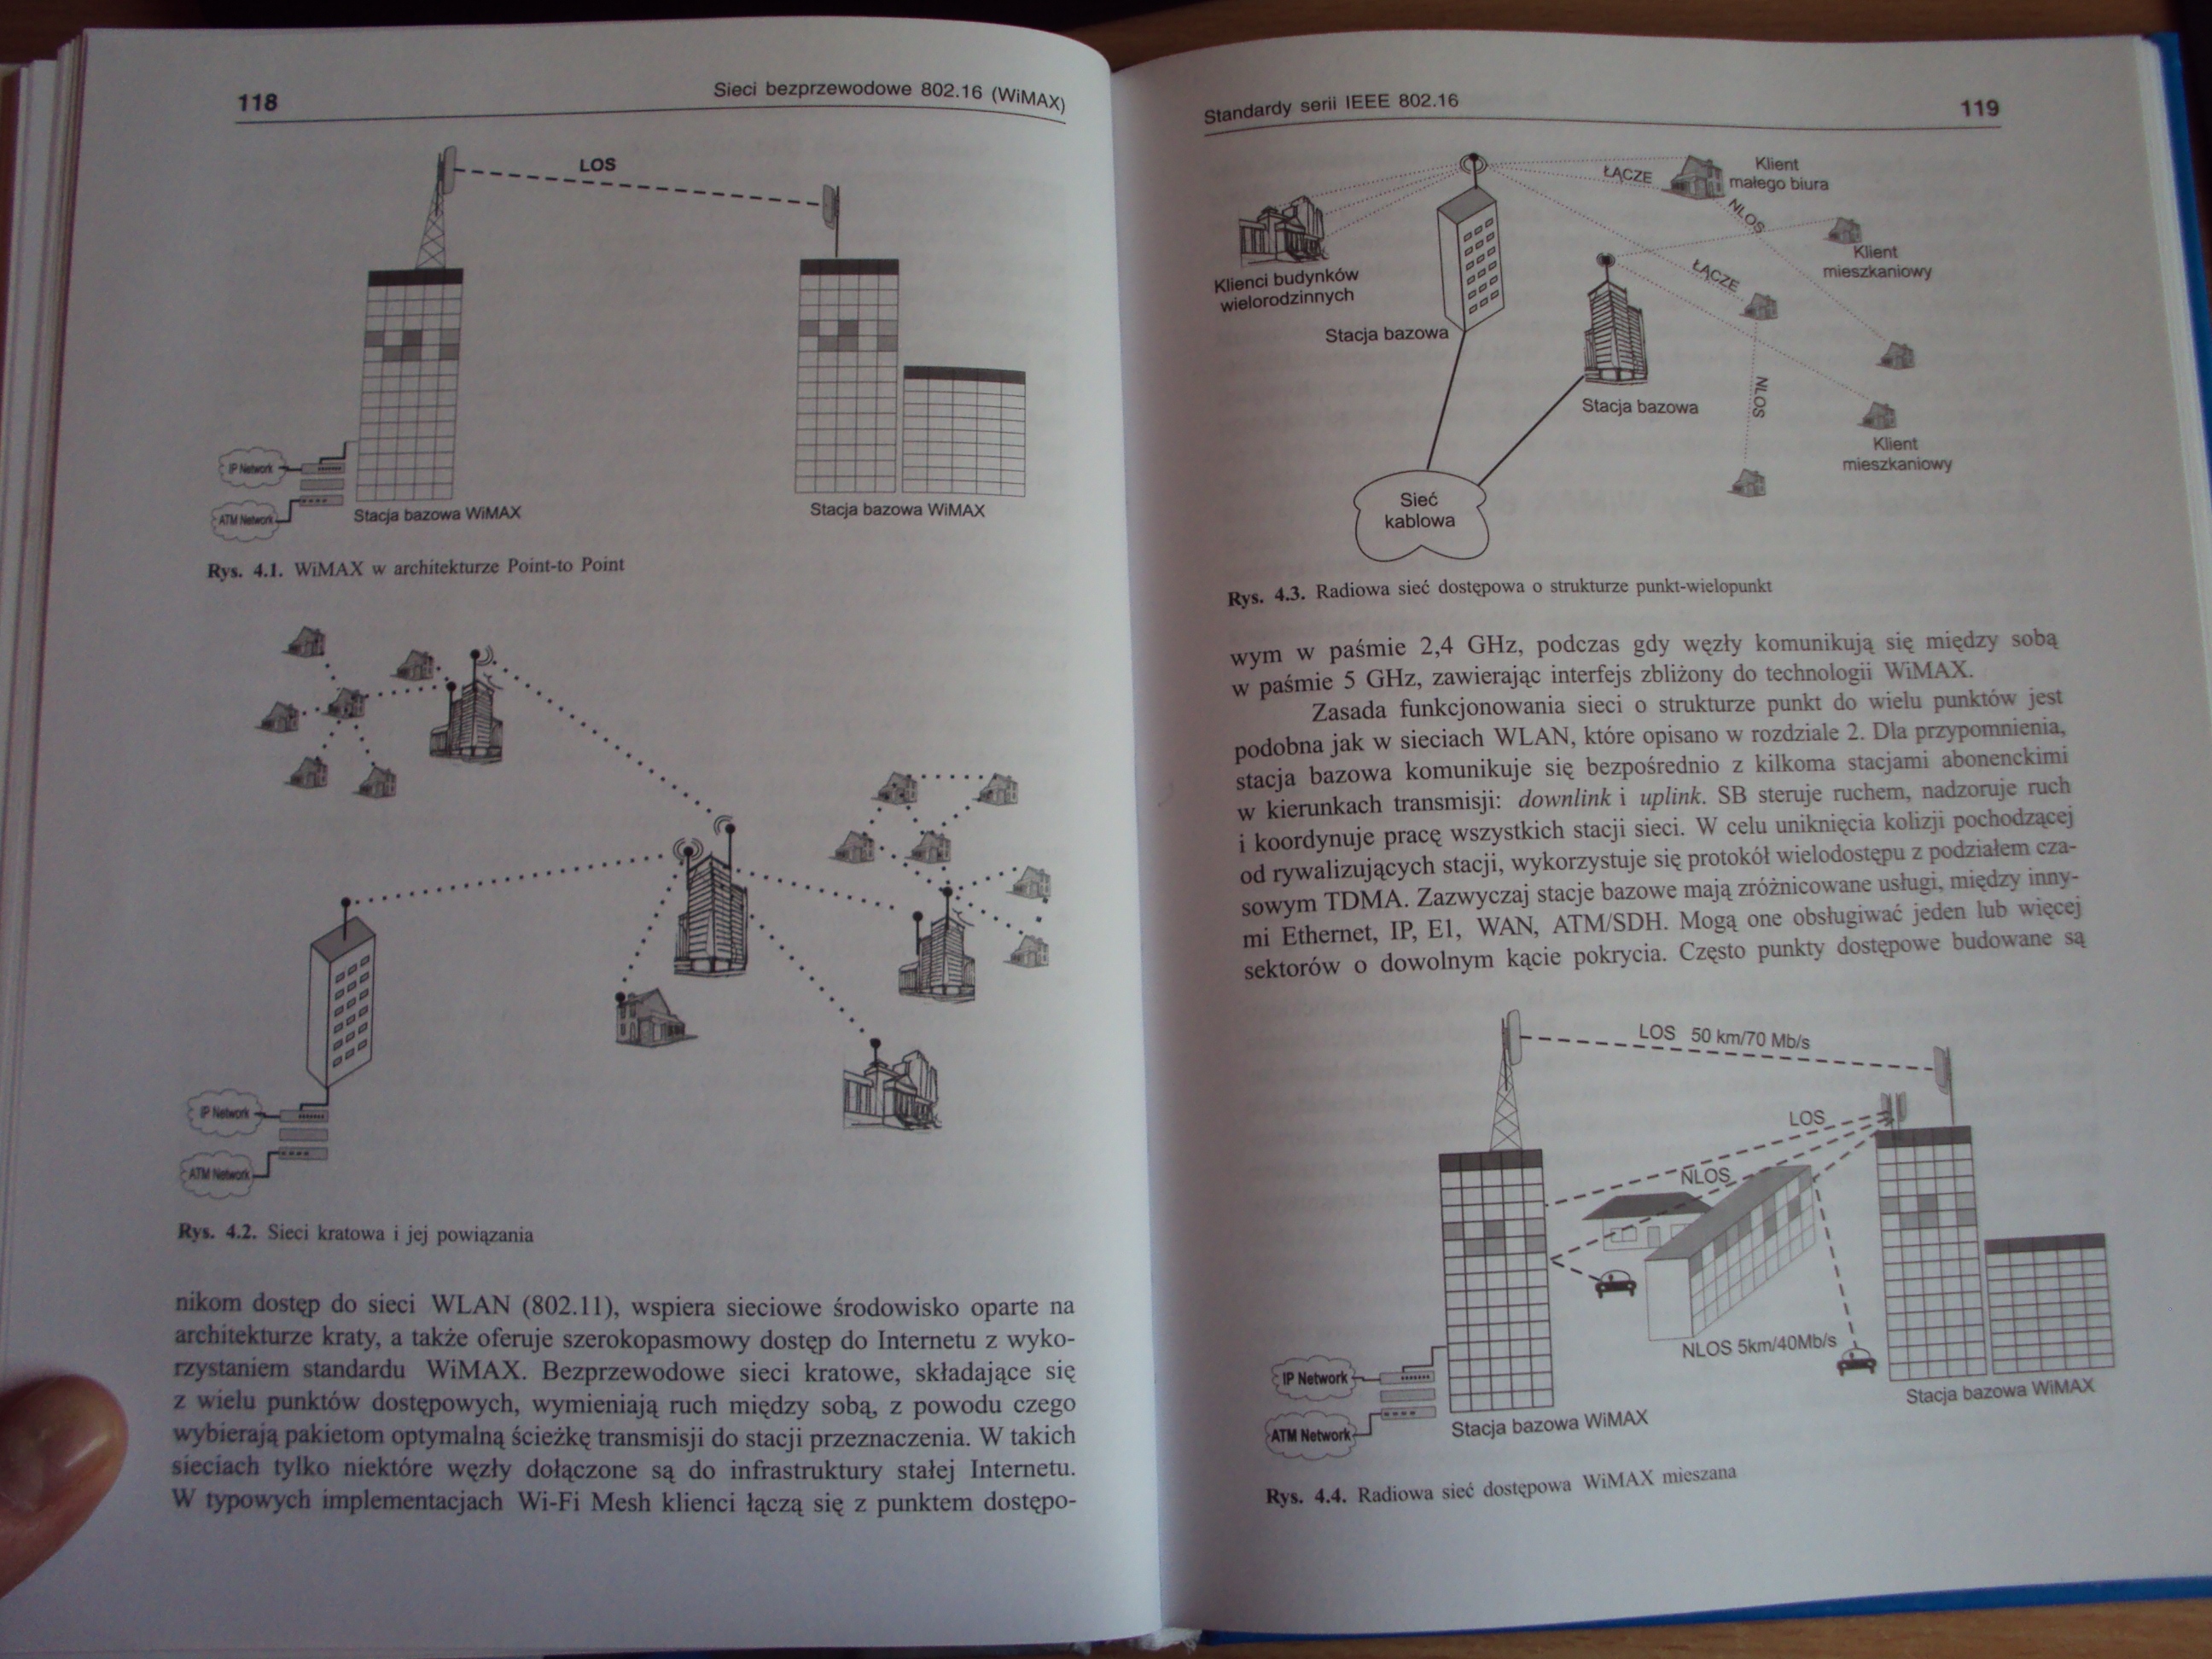 118
Sieci bezprzewodowe 802.16 (WiMAX)
LOS
IP Network
ATM Network
Stacja bazowa WiMAX
Stacja bazowa WiMAX
Rys. 4.1. WiMAX w architekturze Point-to Point
IP Network
ATM Network
Rys. 4.2. Sieci kratowa i jej powiązania
nikom dostęp do sieci WLAN (802.11), wspiera sieciowe środowisko oparte na
architekturze kraty, a także oferuje szerokopasmowy dostęp do Internetu z wyko-
rzystaniem standardu WiMAX. Bezprzewodowe sieci kratowe, składające się
z wielu punktów dostępowych, wymieniają ruch między sobą, z powodu czego
wybierają pakietom optymalną ścieżkę transmisji do stacji przeznaczenia. W takich
sieciach tylko niektóre węzły dołączone są do infrastruktury stałej Internetu.
W typowych implementacjach Wi-Fi Mesh klienci łączą się z punktem dostępo-
Standardy serii IEEE 802.16
119
ŁĄCZE
Klient
małego biura
NLOS
Klient
mieszkaniowy
Klienci budynków
wielorodzinnych
ŁĄCZE
Stacja bazowa
Stacja bazowa
NLOS
Klient
mieszkaniowy
Sieć
kablowa
Rys. 4.3. Radiowa sieć dostępowa o strukturze punkt-wielopunkt
wym w paśmie 2,4 GHz, podczas gdy węzły komunikują się między sobą
w paśmie 5 GHz, zawierając interfejs zbliżony do technologii WiMAX.
Zasada funkcjonowania sieci o strukturze punkt do wielu punktów jest
podobna jak w sieciach WLAN, które opisano w rozdziale 2. Dla przypomnienia,
stacja bazowa komunikuje się bezpośrednio z kilkoma stacjami abonenckimi
w kierunkach transmisji: downlink i uplink. SB steruje ruchem, nadzoruje ruch
i koordynuje pracę wszystkich stacji sieci. W celu uniknięcia kolizji pochodzącej
od rywalizujących stacji, wykorzystuje się protokół wielodostępu z podziałem cza-
sowym TDMA. Zazwyczaj stacje bazowe mają zróżnicowane usługi, między inny-
mi Ethernet, IP, E1, WAN, ATM/SDH. Mogą one obsługiwać jeden lub więcej
sektorów o dowolnym kącie pokrycia. Często punkty dostępowe budowane są
LOS 50 km/70 Mb/s
LOS
NLOS
NLOS 5km/40Mb/s
IP Network
ATM Network
Stacja bazowa WiMAX
Stacja bazowa WiMAX
Rys. 4.4. Radiowa sieć dostępowa WiMAX mieszana